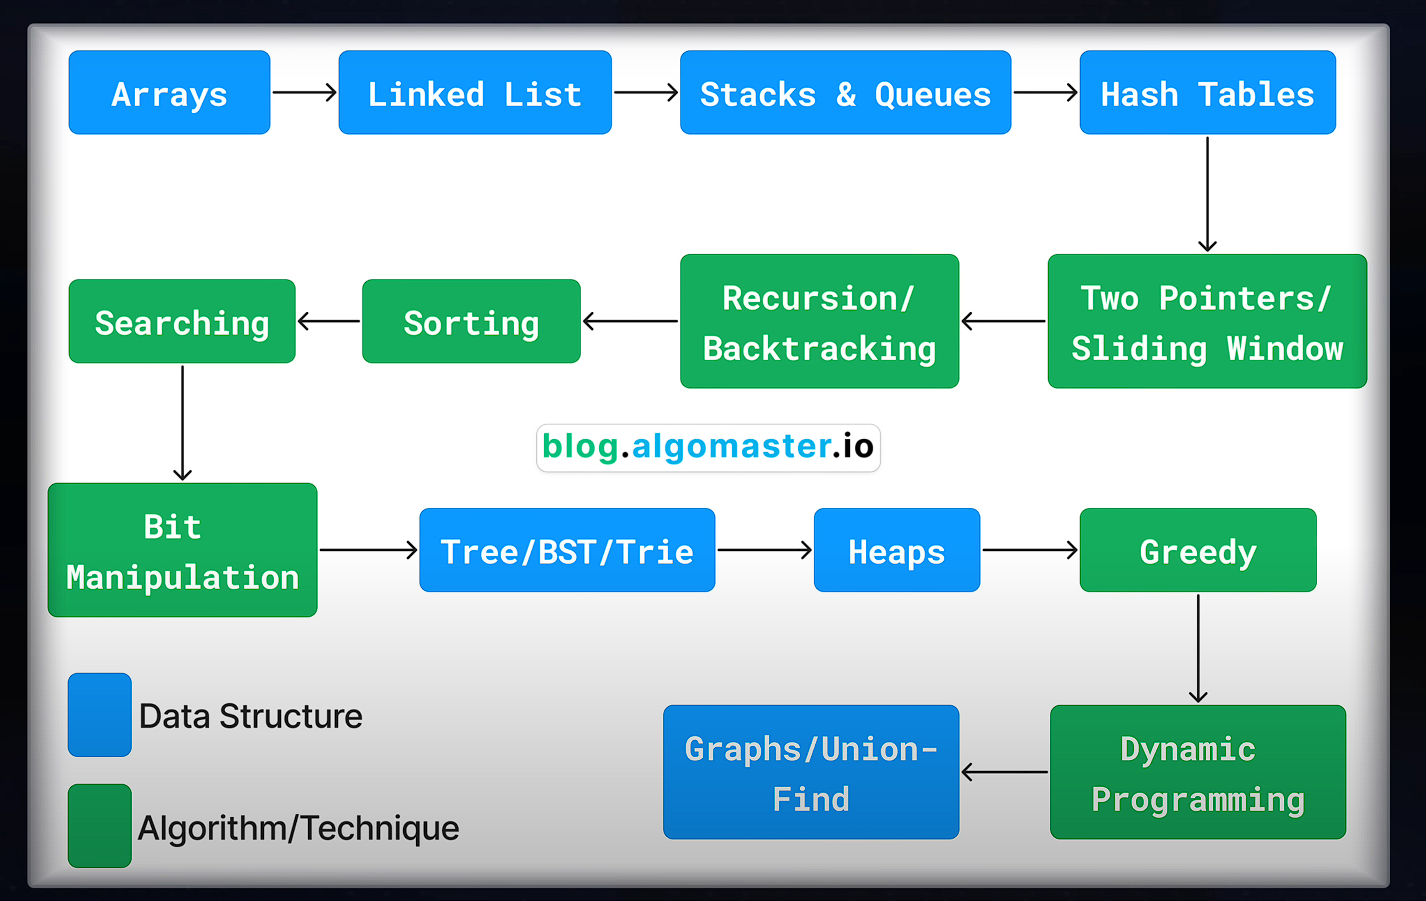 Arrays
Linked List
Stacks & Queues
Hash Tables
Searching
Sorting
Recursion/
Backtracking
Two Pointers/
Sliding Window
blog.algomaster.io
Bit
Manipulation
Tree/BST/Trie
Heaps
Greedy
Data Structure
Graphs/Union-
Find
Dynamic
Programming
Algorithm/Technique